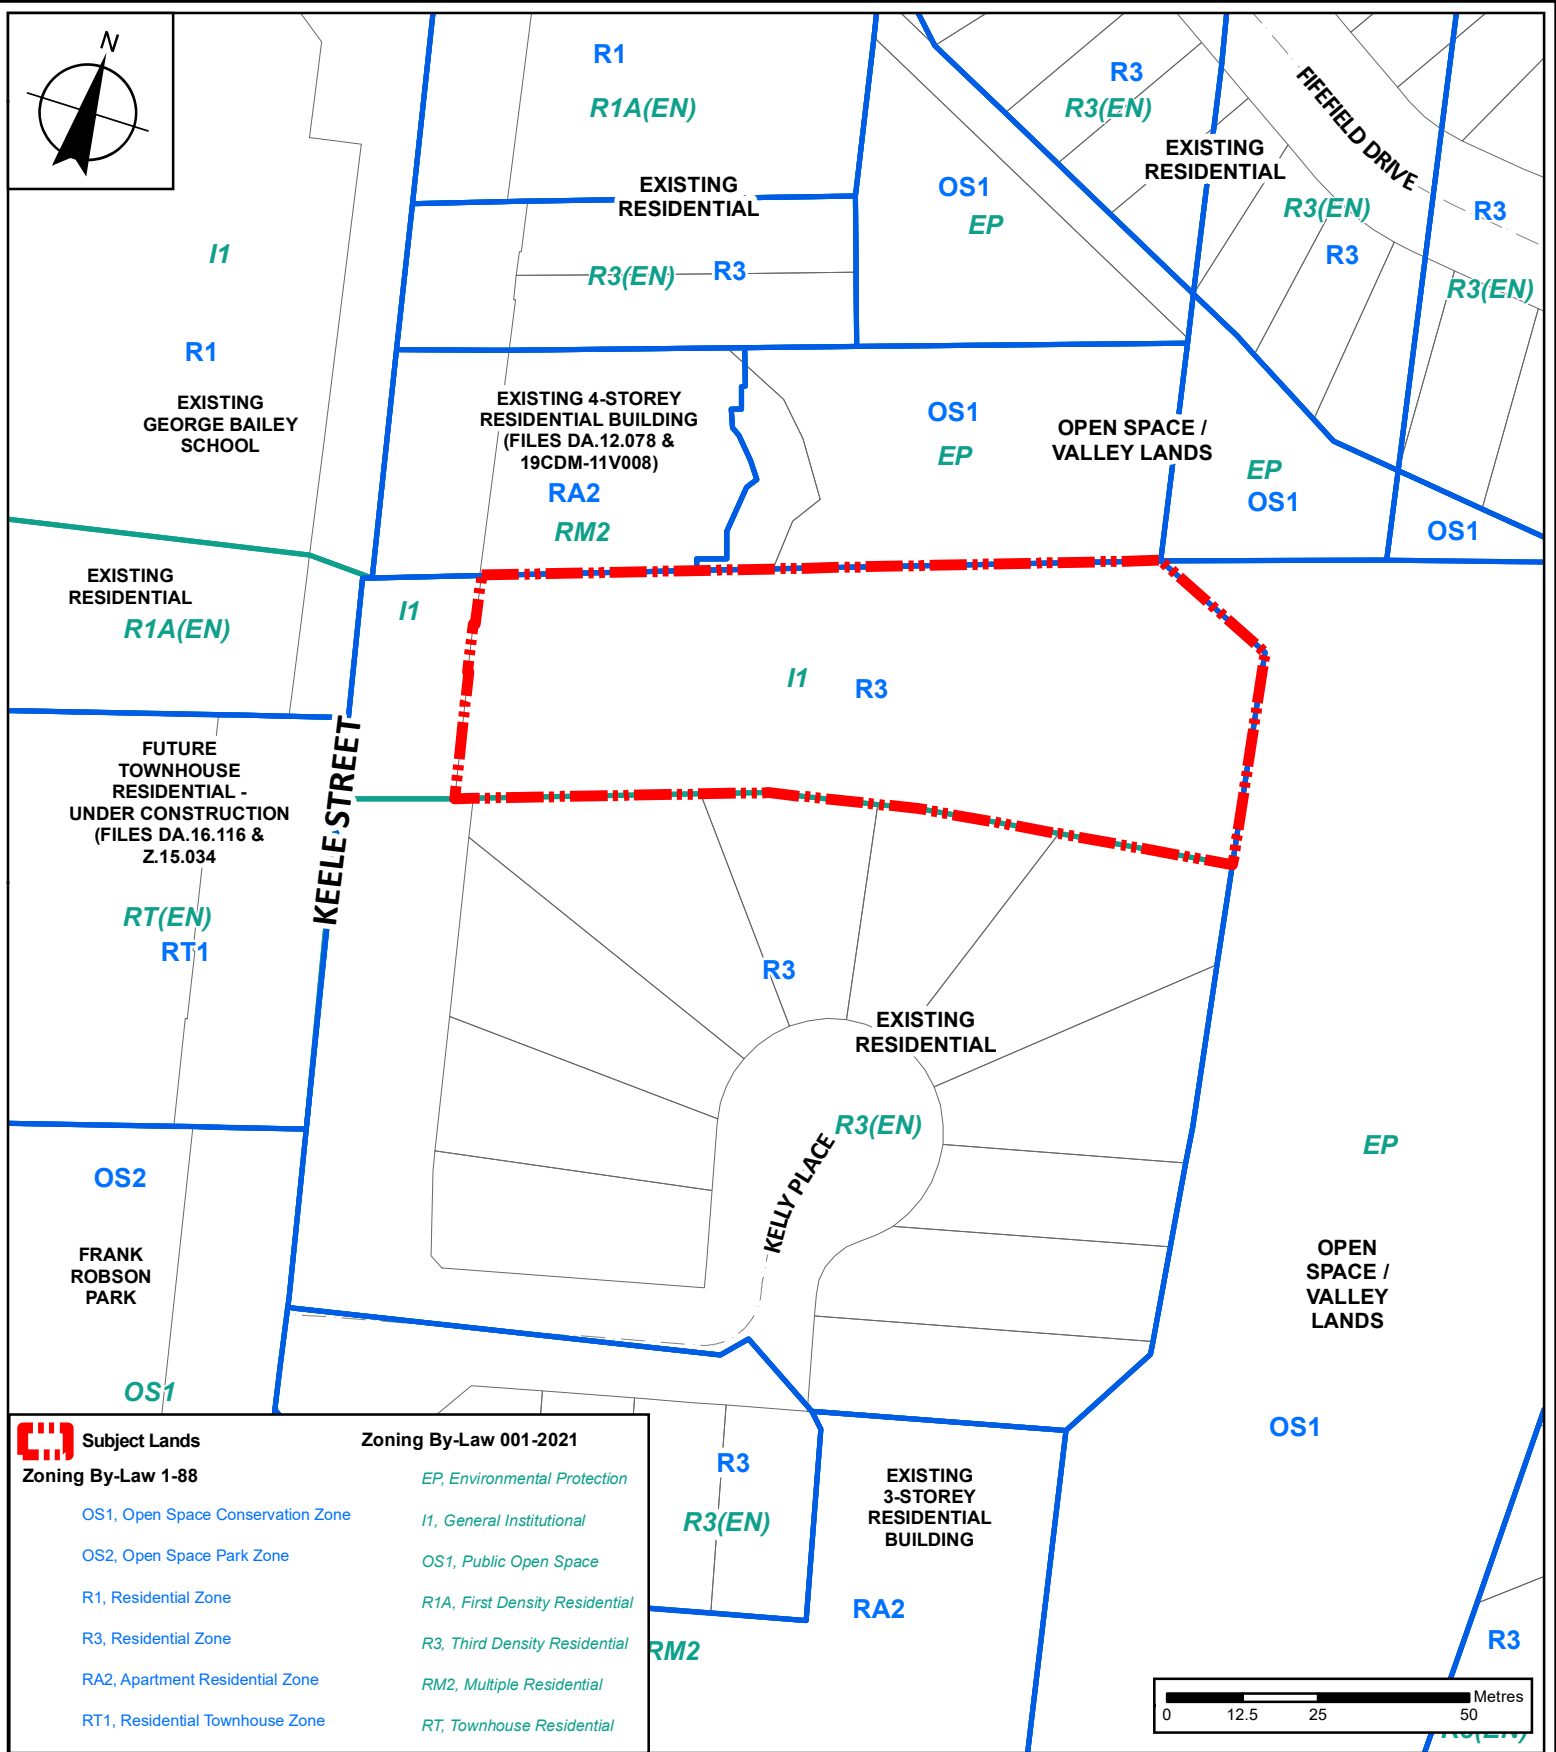 N
R1
R1A(EN)
EXISTING
RESIDENTIAL
R3(EN)
R3
OS1
EP
R3
R3(EN)
EXISTING
RESIDENTIAL
FIFEFIELD DRIVE
R3(EN)
R3
R3
R3(EN)
I1
R1
EXISTING
GEORGE BAILEY
SCHOOL
EXISTING 4-STOREY
RESIDENTIAL BUILDING
(FILES DA.12.078 &
19CDM-11V008)
RA2
RM2
OS1
EP
OPEN SPACE /
VALLEY LANDS
EP
OS1
OS1
EXISTING
RESIDENTIAL
R1A(EN)
I1
I1
R3
FUTURE
TOWNHOUSE
RESIDENTIAL -
UNDER CONSTRUCTION
(FILES DA.16.116 &
Z.15.034
RT(EN)
RT1
KEELE STREET
R3
EXISTING
RESIDENTIAL
R3(EN)
KELLY PLACE
EP
OPEN
SPACE /
VALLEY
LANDS
OS1
OS2
FRANK
ROBSON
PARK
OS1
R3
R3(EN)
EXISTING
3-STOREY
RESIDENTIAL
BUILDING
RA2
RM2
R3
R3(EN)
Subject Lands
Zoning By-Law 1-88
OS1, Open Space Conservation Zone
OS2, Open Space Park Zone
R1, Residential Zone
R3, Residential Zone
RA2, Apartment Residential Zone
RT1, Residential Townhouse Zone
Zoning By-Law 001-2021
EP, Environmental Protection
I1, General Institutional
OS1, Public Open Space
R1A, First Density Residential
R3, Third Density Residential
RM2, Multiple Residential
RT, Townhouse Residential
Metres
0 12.5 25 50